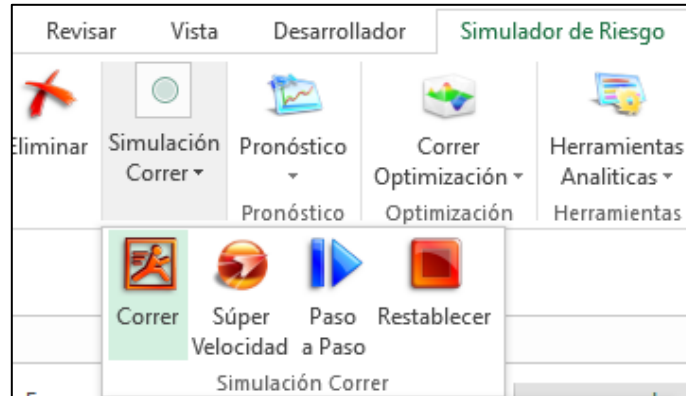 Revisar Vista Desarrollador Simulador de Riesgo
Eliminar Simulación Pronóstico Correr Herramientas
Correr Optimización Analiticas
Pronóstico Optimización Herramientas
Correr Súper Paso Restablecer
Velocidad a Paso
Simulación Correr